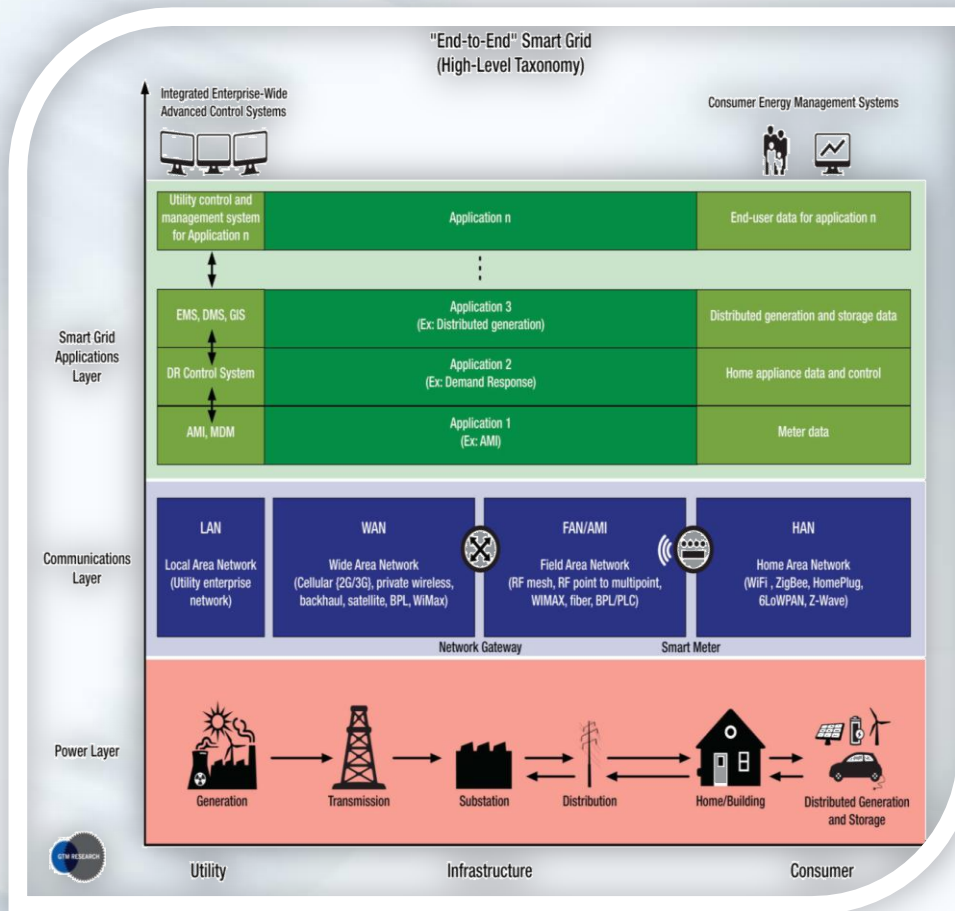 "End-to-End" Smart Grid
(High-Level Taxonomy)
Integrated Enterprise-Wide
Advanced Control Systems
Consumer Energy Management Systems
Utility control and
management system
for Application n
Application n
End-user data for application n
EMS, DMS, GIS
Application 3
(Ex: Distributed generation)
Distributed generation and storage data
Smart Grid
Applications
Layer
DR Control System
Application 2
(Ex: Demand Response)
Home appliance data and control
AMI, MDM
Application 1
(Ex: AMI)
Meter data
Communications
Layer
LAN
Local Area Network
(Utility enterprise
network)
WAN
Wide Area Network
(Cellular {2G/3G), private wireless,
backhaul, satellite, BPL, WiMax)
FAN/AMI
Field Area Network
(RF mesh, RF point to multipoint,
WIMAX, fiber, BPL/PLC)
HAN
Home Area Network
(WiFi , ZigBee, HomePlug,
6LoWPAN, Z-Wave)
Network Gateway
Smart Meter
Power Layer
Generation
Transmission
Substation
Distribution
Home/Building
Distributed Generation
and Storage
GTM RESEARCH
Utility
Infrastructure
Consumer